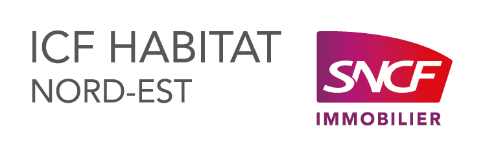 ICF HABITAT
NORD-EST
SNCF
IMMOBILIER